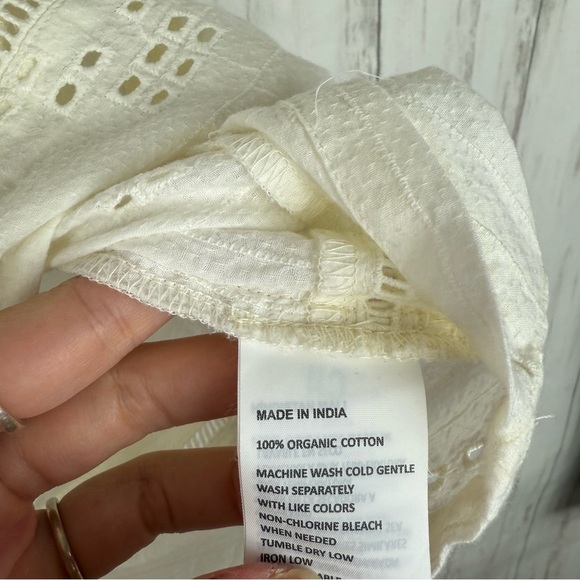 MADE IN INDIA
100% ORGANIC COTTON
MACHINE WASH COLD GENTLE
WASH SEPARATELY
WITH LIKE COLORS
NON-CHLORINE BLEACH
WHEN NEEDED
TUMBLE DRY LOW
IRON LOW